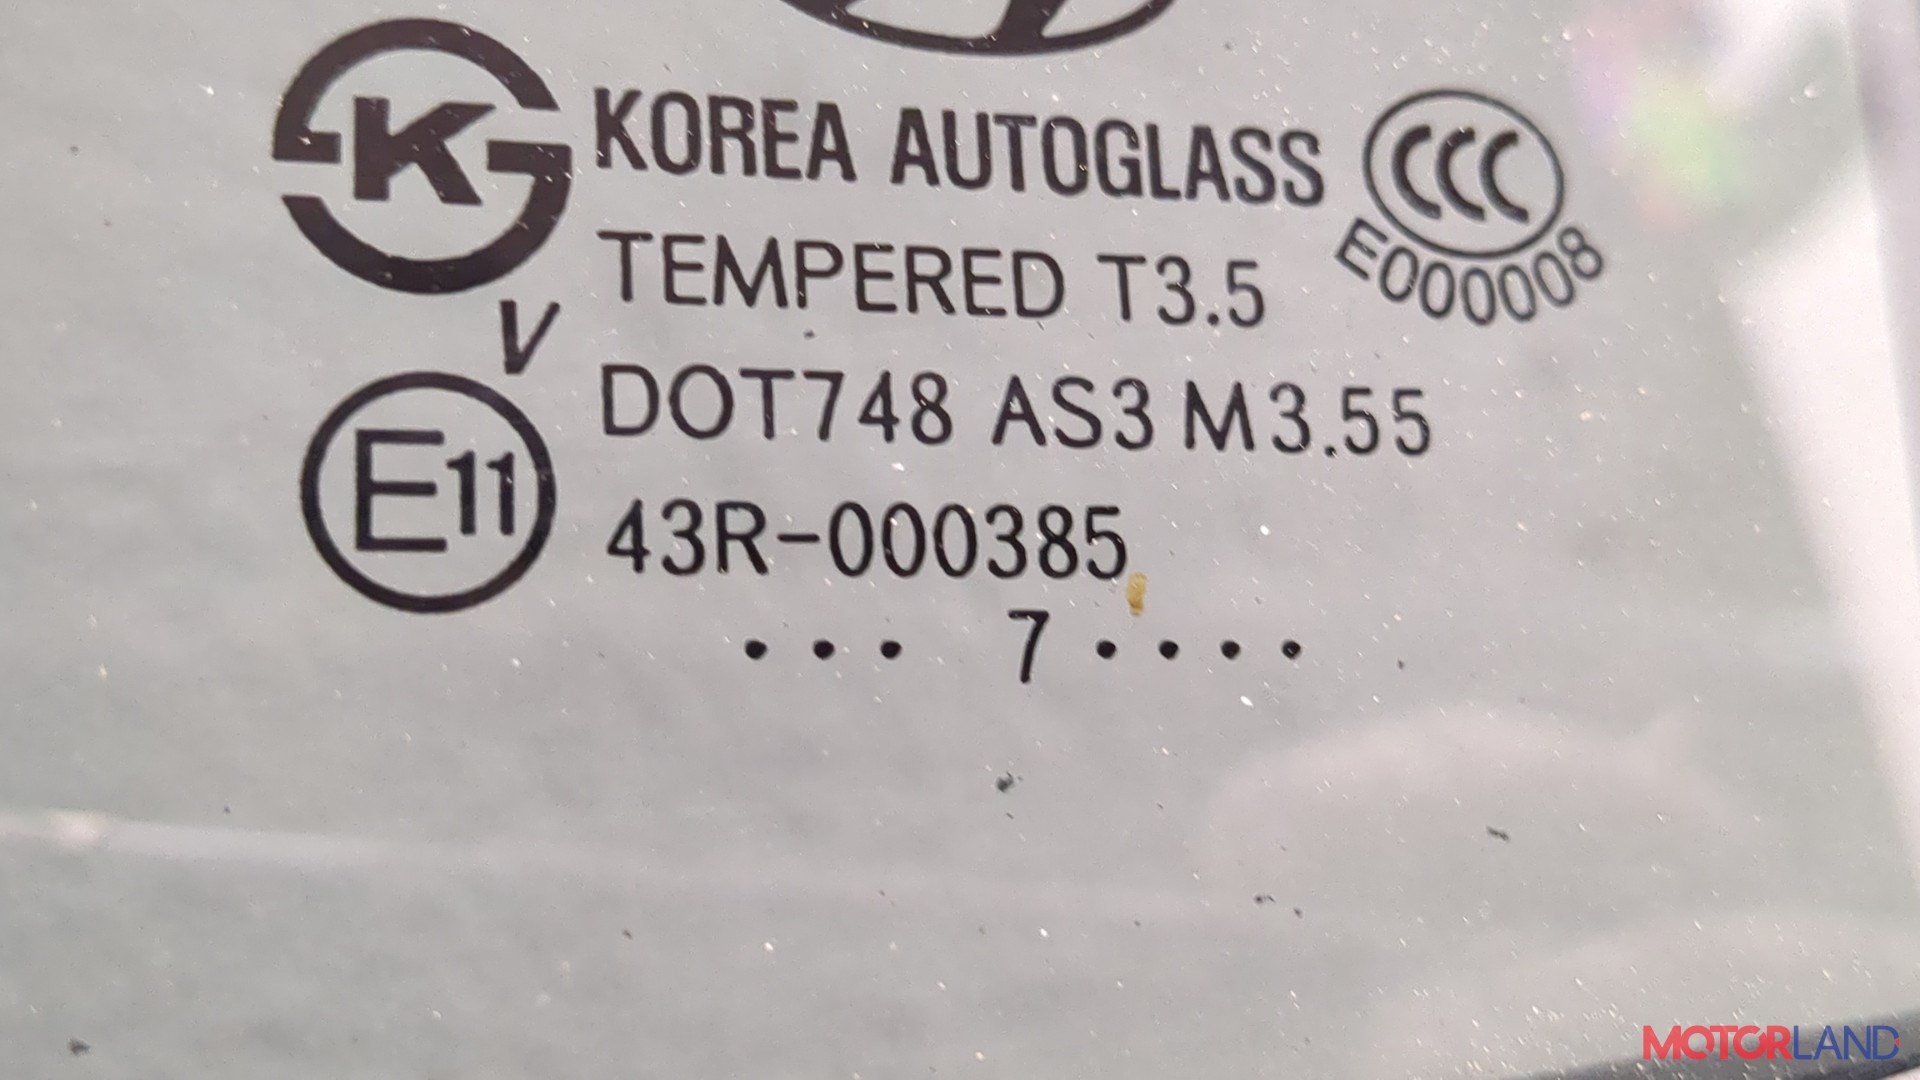 K
KOREA AUTOGLASS
CCC
E000008
TEMPERED T3.5
V
DOT748 AS3 M3.55
E11
43R-000385
... 7 ....
MOTORLAND